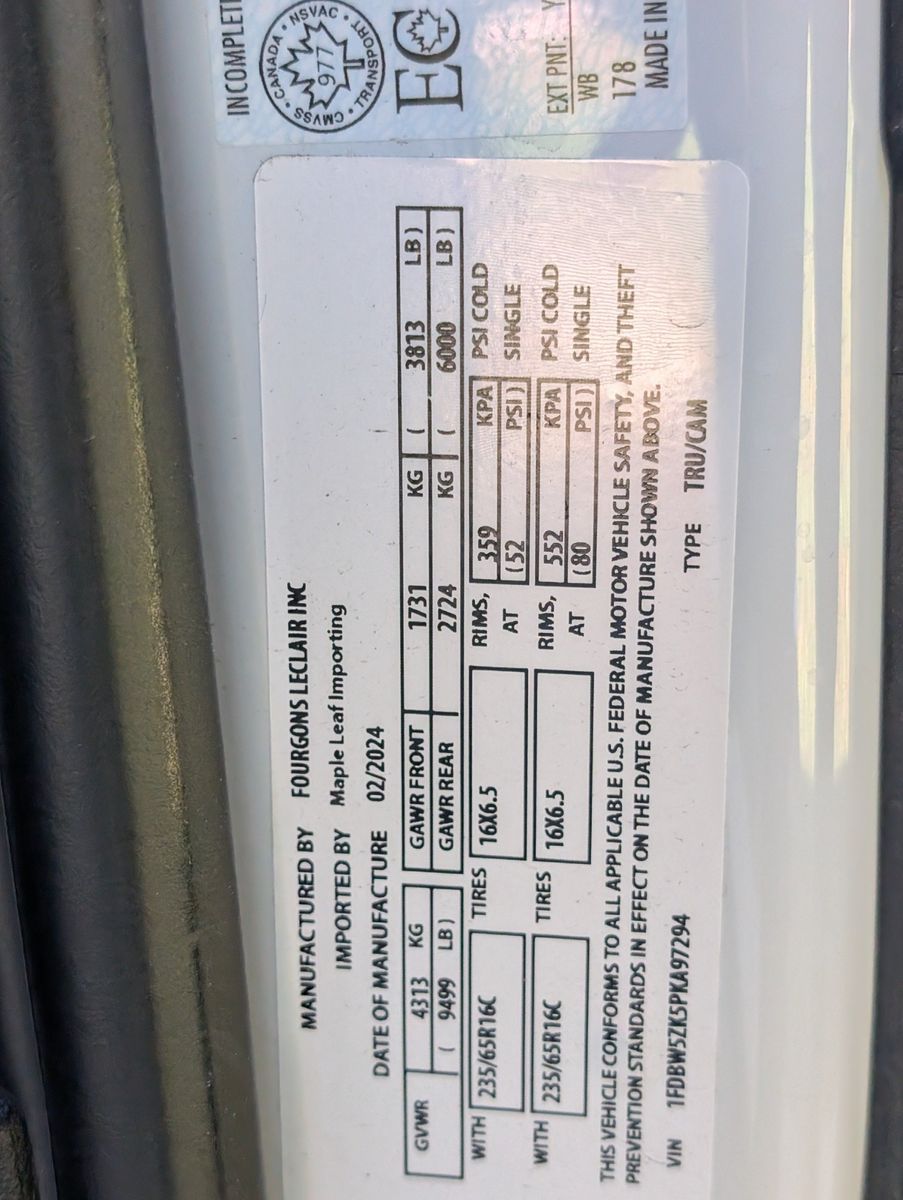 MANUFACTURED BY FOURGONS LECLAIR INC
IMPORTED BY Maple Leaf Importing
DATE OF MANUFACTURE 02/2024
GVWR 4313 KG GAWR FRONT 1731 KG ( 3813 LB )
( 9499 LB ) GAWR REAR 2724 KG ( 6000 LB )
WITH 235/65R16C TIRES 16X6.5 RIMS, 359 KPA PSI COLD
AT ( 52 PSI ) SINGLE
WITH 235/65R16C TIRES 16X6.5 RIMS, 552 KPA PSI COLD
AT ( 80 PSI ) SINGLE
THIS VEHICLE CONFORMS TO ALL APPLICABLE U.S. FEDERAL MOTOR VEHICLE SAFETY, AND THEFT
PREVENTION STANDARDS IN EFFECT ON THE DATE OF MANUFACTURE SHOWN ABOVE.
VIN 1FDBW5ZK5PKA97294 TYPE TRU/CAM
CANADA • NSVAC • TRANSPORT • CMVSS •
977
EC
EXT PNT: Y
WB
178
MADE IN